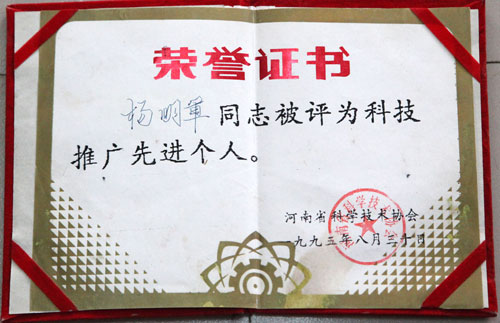 荣誉证书
杨明军同志被评为科技
推广先进个人。
河南省科学技术协会
一九九五年八月三十日